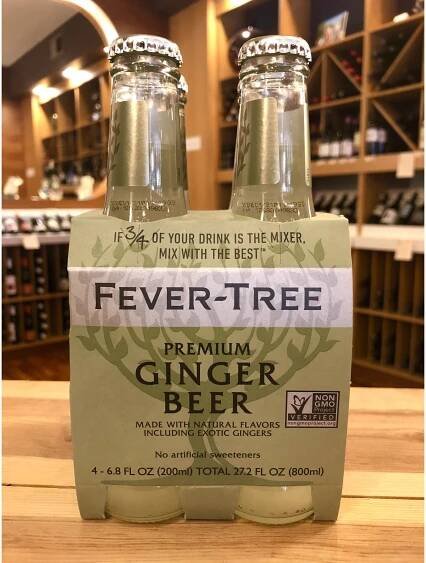 IF 3/4 OF YOUR DRINK IS THE MIXER,
MIX WITH THE BEST™
FEVER-TREE
PREMIUM
GINGER
BEER
MADE WITH NATURAL FLAVORS
INCLUDING EXOTIC GINGERS
No artificial sweeteners
4 - 6.8 FL OZ (200ml) TOTAL 27.2 FL OZ (800ml)
NON
GMO
Project
VERIFIED
nongmoproject.org